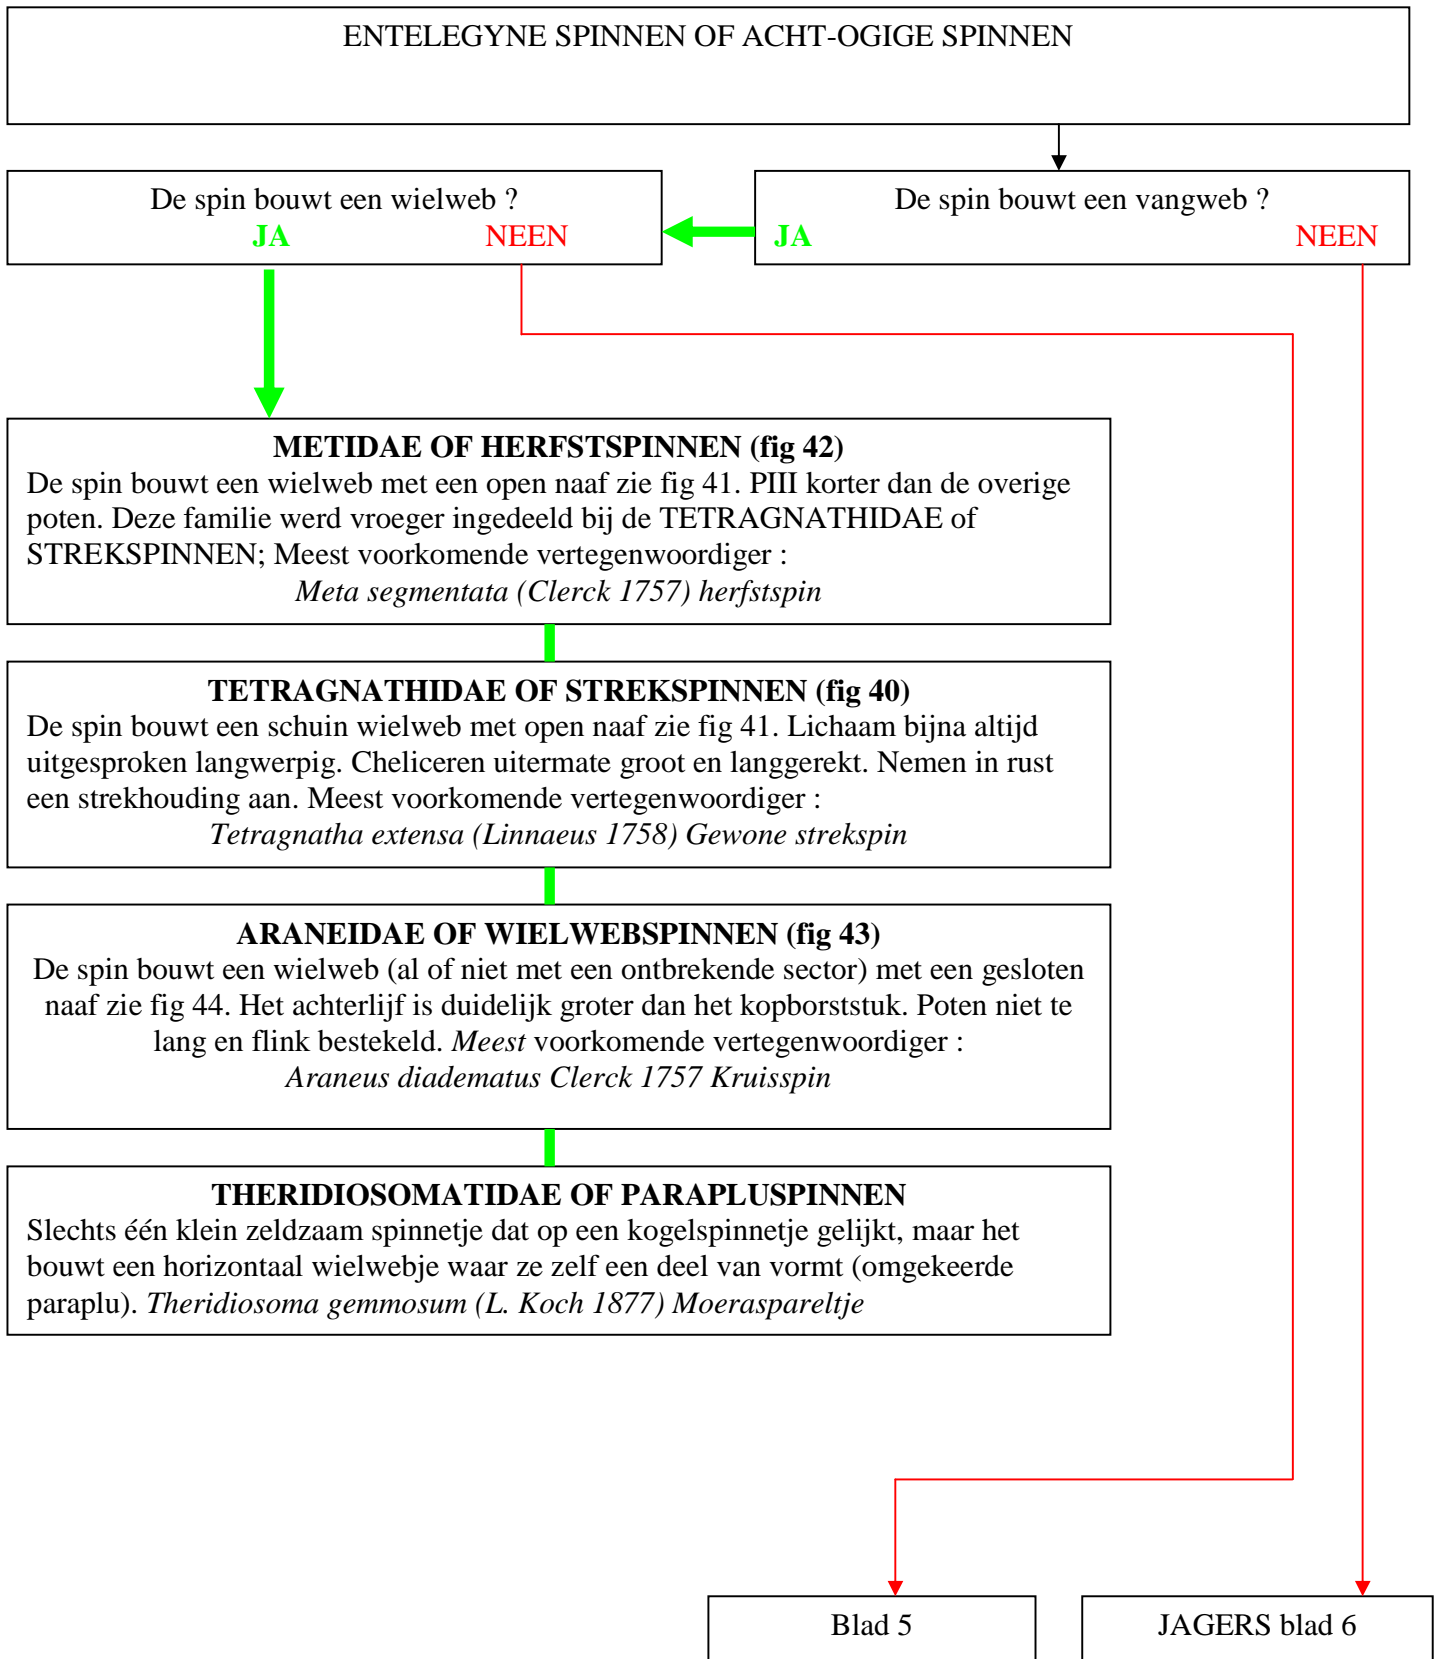 ENTELEGYNE SPINNEN OF ACHT-OGIGE SPINNEN
De spin bouwt een wielweb ?
JA NEEN
De spin bouwt een vangweb ?
JA NEEN
METIDAE OF HERFSTSPINNEN (fig 42)
De spin bouwt een wielweb met een open naaf zie fig 41. PIII korter dan de overige
poten. Deze familie werd vroeger ingedeeld bij de TETRAGNATHIDAE of
STREKSPINNEN; Meest voorkomende vertegenwoordiger :
Meta segmentata (Clerck 1757) herfstspin
TETRAGNATHIDAE OF STREKSPINNEN (fig 40)
De spin bouwt een schuin wielweb met open naaf zie fig 41. Lichaam bijna altijd
uitgesproken langwerpig. Cheliceren uitermate groot en langgerekt. Nemen in rust
een strekhouding aan. Meest voorkomende vertegenwoordiger :
Tetragnatha extensa (Linnaeus 1758) Gewone strekspin
ARANEIDAE OF WIELWEBSPINNEN (fig 43)
De spin bouwt een wielweb (al of niet met een ontbrekende sector) met een gesloten
naaf zie fig 44. Het achterlijf is duidelijk groter dan het kopborststuk. Poten niet te
lang en flink bestekeld. Meest voorkomende vertegenwoordiger :
Araneus diadematus Clerck 1757 Kruisspin
THERIDIOSOMATIDAE OF PARAPLUSPINNEN
Slechts één klein zeldzaam spinnetje dat op een kogelspinnetje gelijkt, maar het
bouwt een horizontaal wielwebje waar ze zelf een deel van vormt (omgekeerde
paraplu). Theridiosoma gemmosum (L. Koch 1877) Moeraspareltje
Blad 5
JAGERS blad 6